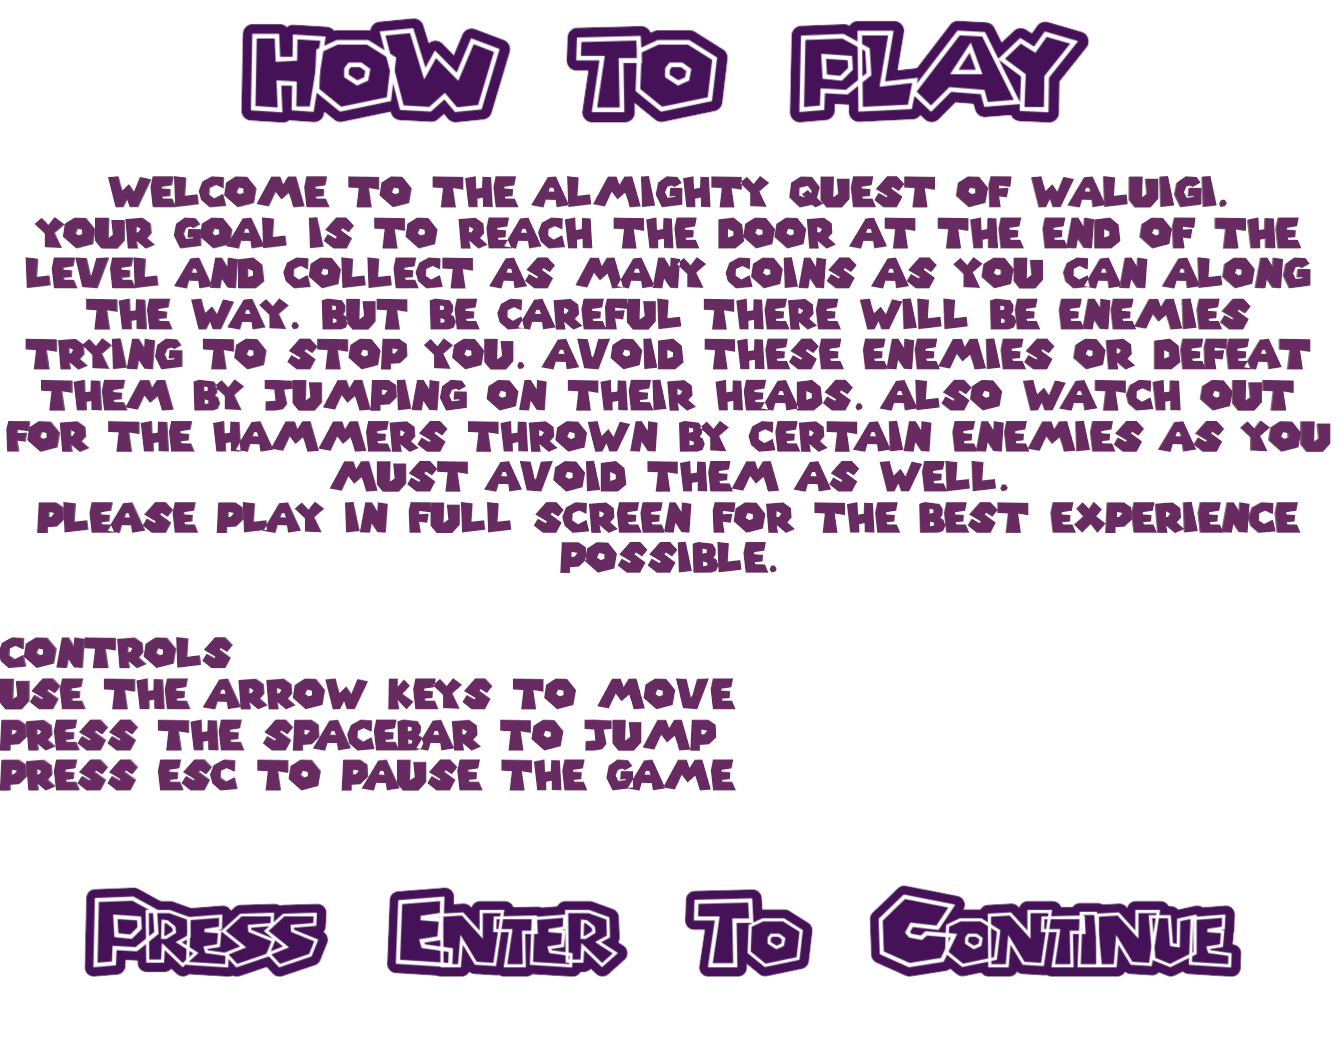 HOW TO PLAY
WELCOME TO THE ALMIGHTY QUEST OF WALUIGI.
YOUR GOAL IS TO REACH THE DOOR AT THE END OF THE
LEVEL AND COLLECT AS MANY COINS AS YOU CAN ALONG
THE WAY. BUT BE CAREFUL THERE WILL BE ENEMIES
TRYING TO STOP YOU. AVOID THESE ENEMIES OR DEFEAT
THEM BY JUMPING ON THEIR HEADS. ALSO WATCH OUT
FOR THE HAMMERS THROWN BY CERTAIN ENEMIES AS YOU
MUST AVOID THEM AS WELL.
PLEASE PLAY IN FULL SCREEN FOR THE BEST EXPERIENCE
POSSIBLE.
CONTROLS
USE THE ARROW KEYS TO MOVE
PRESS THE SPACEBAR TO JUMP
PRESS ESC TO PAUSE THE GAME
PRESS ENTER TO CONTINUE